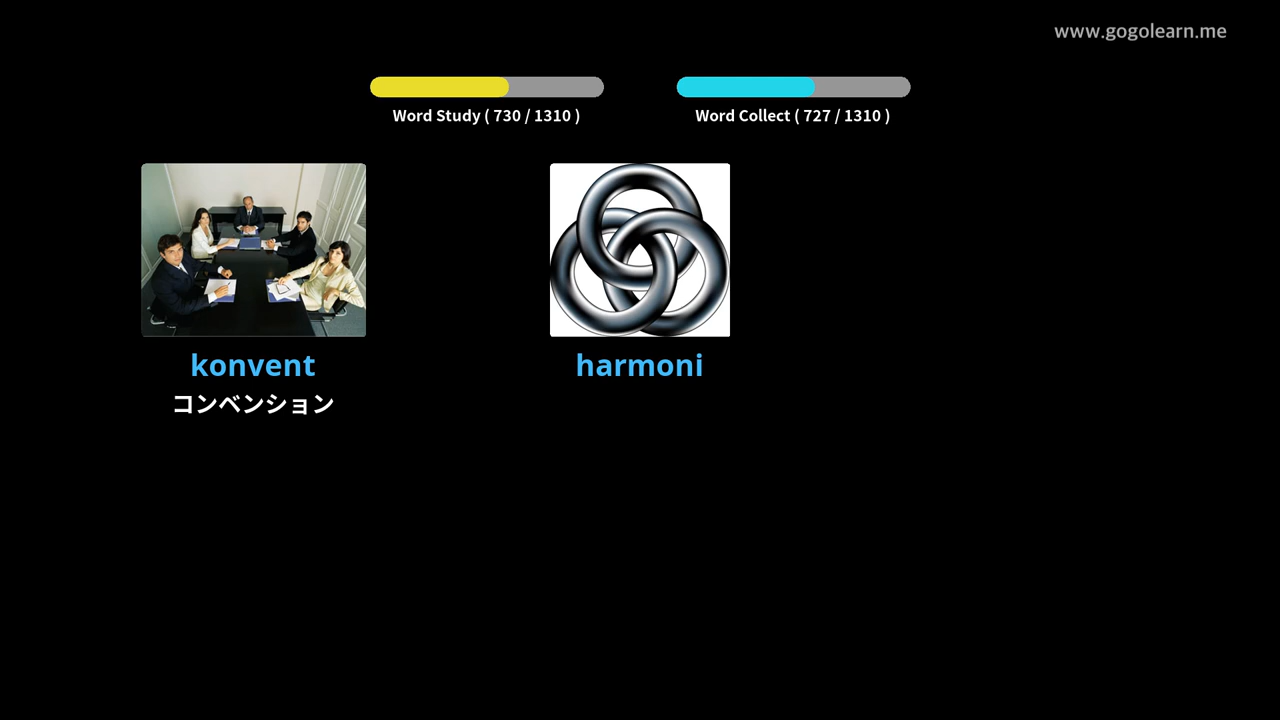 www.gogolearn.me
Word Study ( 730 / 1310 )
Word Collect ( 727 / 1310 )
konvent
コンベンション
harmoni